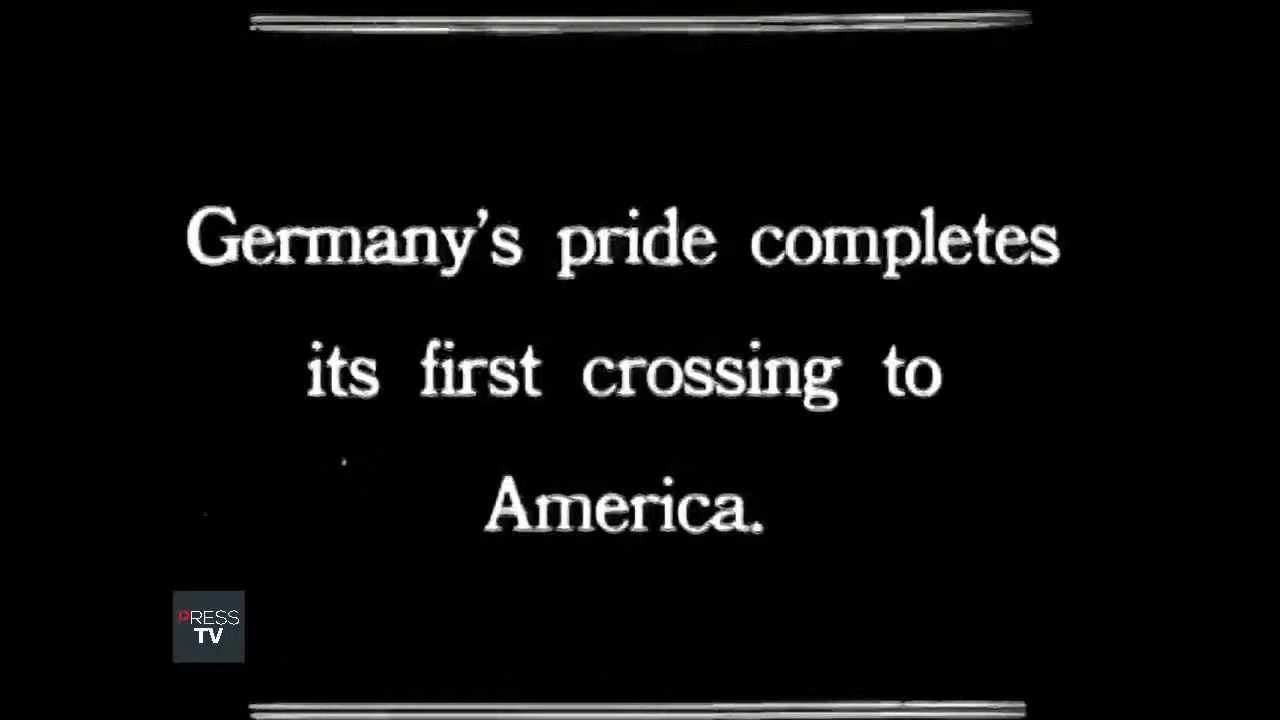 Germany's pride completes
its first crossing to
America.
PRESS
TV